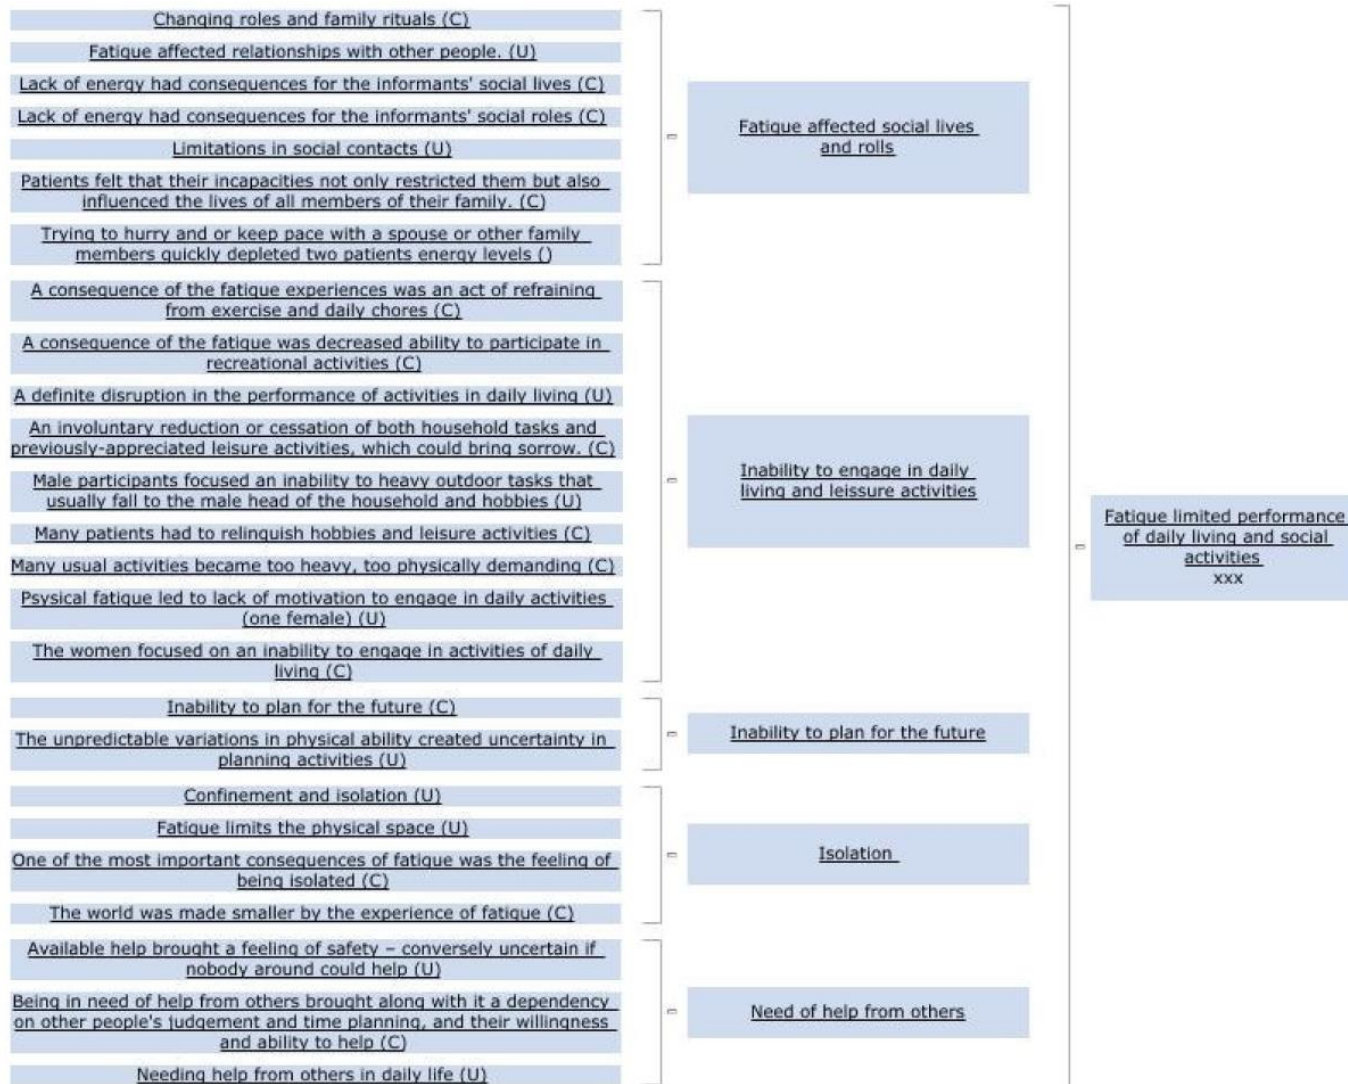 Changing roles and family rituals (C)
Fatigue affected relationships with other people. (U)
Lack of energy had consequences for the informants' social lives (C)
Lack of energy had consequences for the informants' social roles (C)
Limitations in social contacts (U)
Patients felt that their incapacities not only restricted them but also
influenced the lives of all members of their family. (C)
Trying to hurry and or keep pace with a spouse or other family
members quickly depleted two patients energy levels ()
Fatigue affected social lives
and rolls
A consequence of the fatigue experiences was an act of refraining
from exercise and daily chores (C)
A consequence of the fatigue was decreased ability to participate in
recreational activities (C)
A definite disruption in the performance of activities in daily living (U)
An involuntary reduction or cessation of both household tasks and
previously-appreciated leisure activities, which could bring sorrow. (C)
Male participants focused an inability to heavy outdoor tasks that
usually fall to the male head of the household and hobbies (U)
Many patients had to relinquish hobbies and leisure activities (C)
Many usual activities became too heavy, too physically demanding (C)
Psysical fatigue led to lack of motivation to engage in daily activities
(one female) (U)
The women focused on an inability to engage in activities of daily
living (C)
Inability to engage in daily
living and leissure activities
Inability to plan for the future (C)
The unpredictable variations in physical ability created uncertainty in
planning activities (U)
Inability to plan for the future
Confinement and isolation (U)
Fatigue limits the physical space (U)
One of the most important consequences of fatigue was the feeling of
being isolated (C)
The world was made smaller by the experience of fatigue (C)
Isolation
Available help brought a feeling of safety – conversely uncertain if
nobody around could help (U)
Being in need of help from others brought along with it a dependency
on other people's judgement and time planning, and their willingness
and ability to help (C)
Needing help from others in daily life (U)
Need of help from others
Fatigue limited performance
of daily living and social
activities
xxx